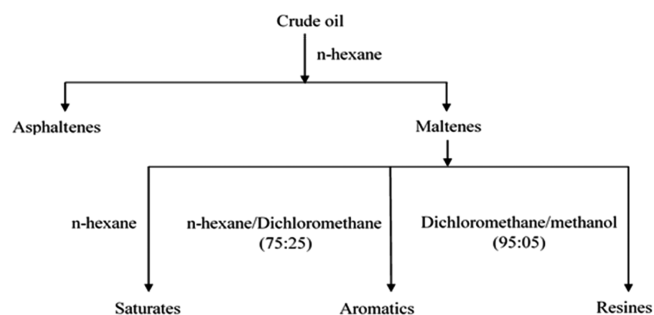 Crude oil
n-hexane
Asphaltenes
Maltenes
n-hexane
n-hexane/Dichloromethane
(75:25)
Dichloromethane/methanol
(95:05)
Saturates
Aromatics
Resines